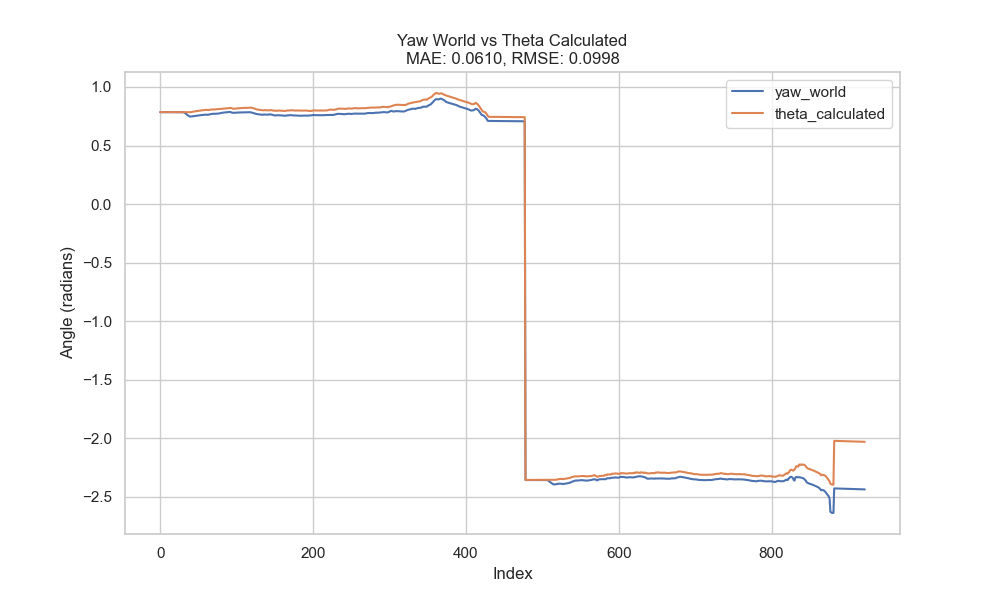 Yaw World vs Theta Calculated
MAE: 0.0610, RMSE: 0.0998
yaw_world
theta_calculated
Angle (radians)
1.0
0.5
0.0
−0.5
−1.0
−1.5
−2.0
−2.5
0
200
400
600
800
Index